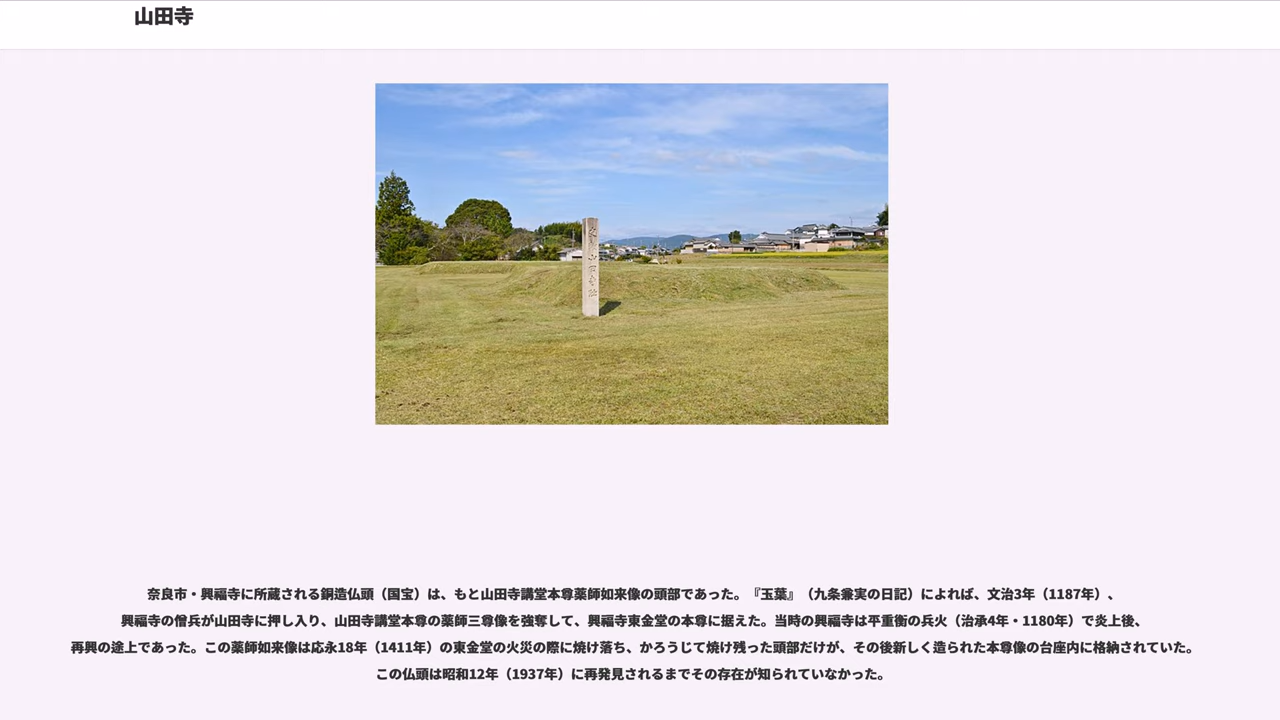 山田寺
山田寺
奈良市・興福寺に所蔵される銅造仏頭（国宝）は、もと山田寺講堂本尊薬師如来像の頭部であった。『玉葉』（九条兼実の日記）によれば、文治3年（1187年）、
興福寺の僧兵が山田寺に押し入り、山田寺講堂本尊の薬師三尊像を強奪して、興福寺東金堂の本尊に据えた。当時の興福寺は平重衡の兵火（治承4年・1180年）で炎上後、
再興の途上であった。この薬師如来像は応永18年（1411年）の東金堂の火災の際に焼け落ち、かろうじて焼け残った頭部だけが、その後新しく造られた本尊像の台座内に格納されていた。
この仏頭は昭和12年（1937年）に再発見されるまでその存在が知られていなかった。